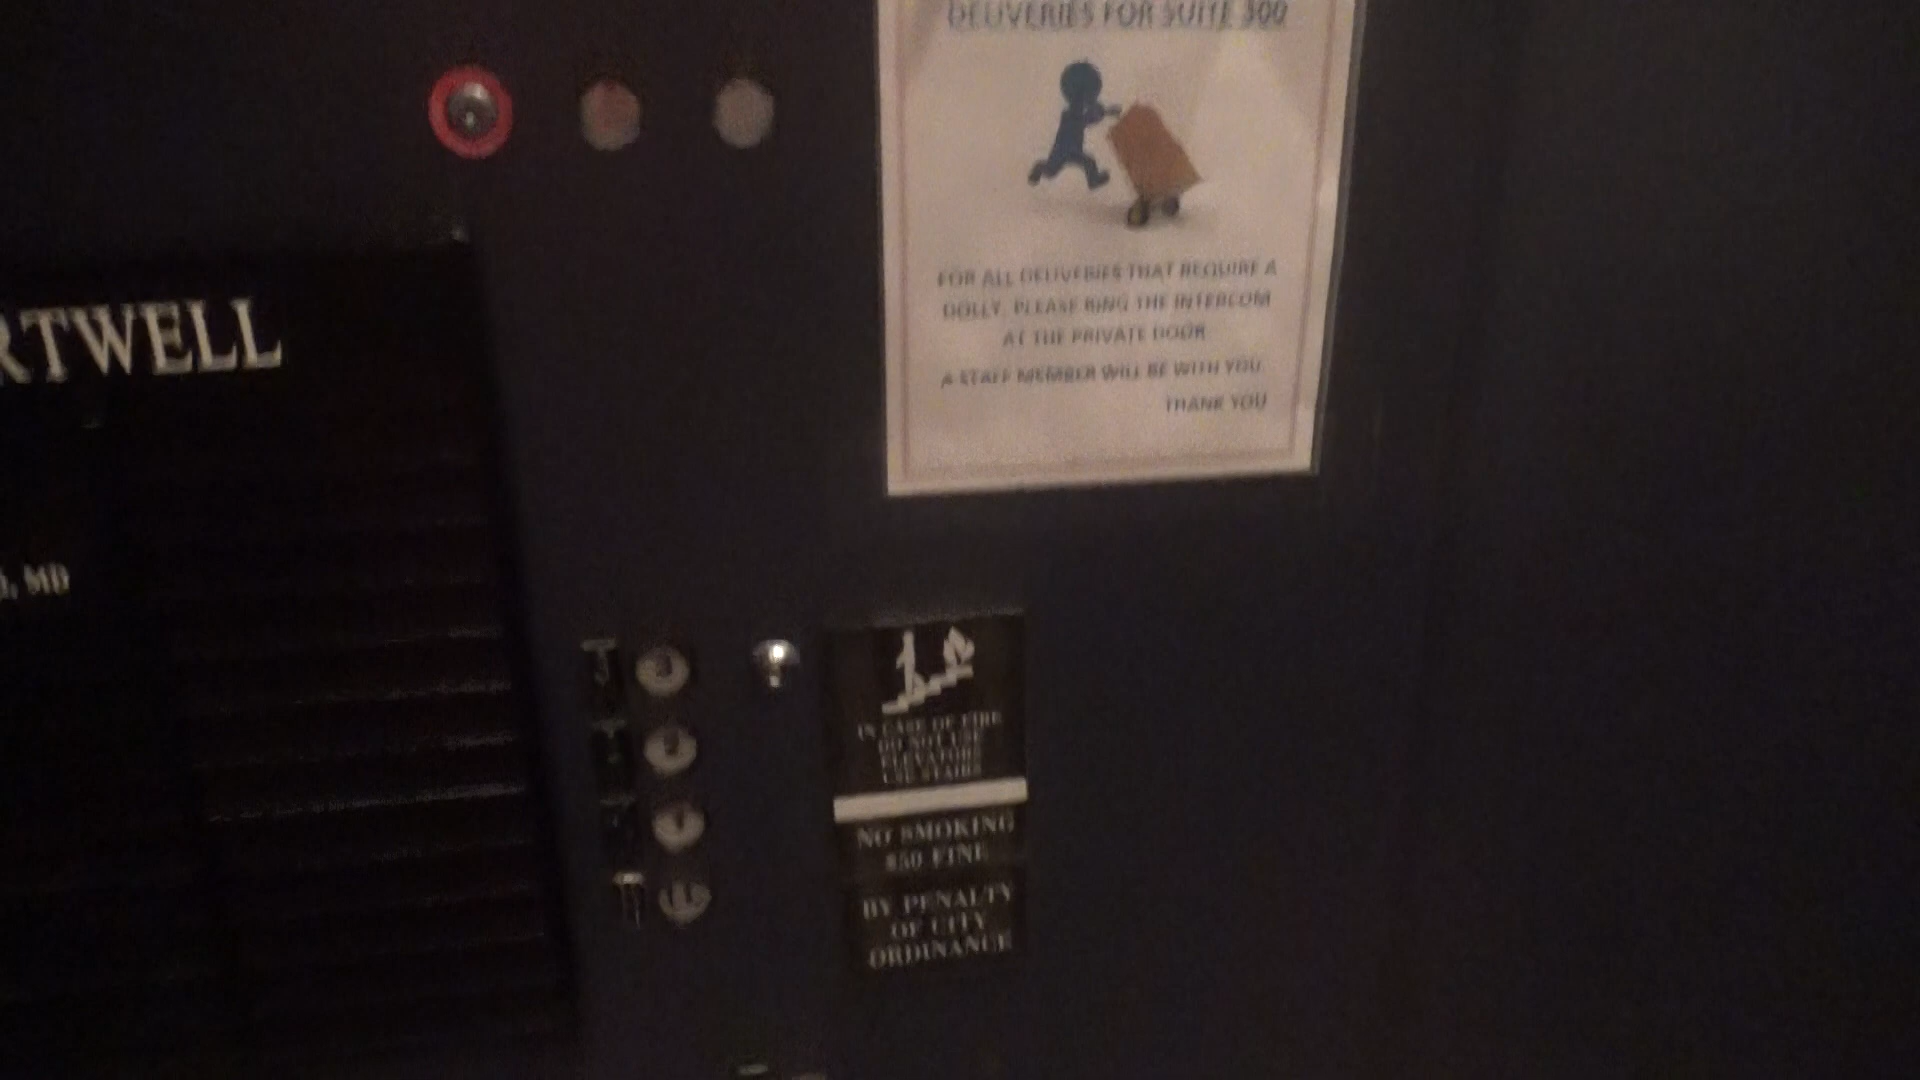 DELIVERIES FOR SUITE 300
FOR ALL DELIVERIES THAT REQUIRE A
DOLLY, PLEASE RING THE INTERCOM
AT THE PRIVATE DOOR
A STAFF MEMBER WILL BE WITH YOU
THANK YOU
RTWELL
MD
IN CASE OF FIRE
DO NOT USE
ELEVATOR
USE STAIRS
NO SMOKING
$50 FINE
BY PENALTY
OF CITY
ORDINANCE